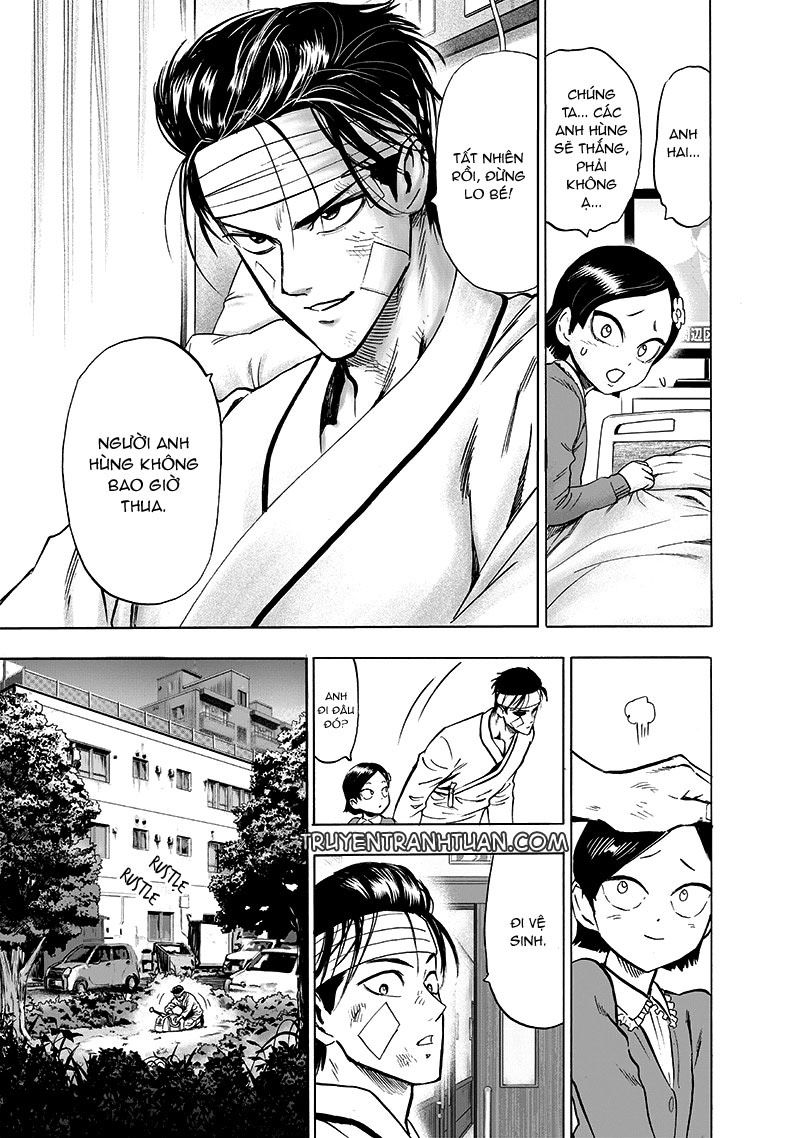 ANH
HAI...
CHÚNG
TA... CÁC
ANH HÙNG
SẼ THẮNG,
PHẢI
KHÔNG
Ạ...
TẤT NHIÊN
RỒI, ĐỪNG
LO BÉ!
NGƯỜI ANH
HÙNG KHÔNG
BAO GIỜ
THUA.
ANH
ĐI ĐÂU
ĐÓ?
TRUYENTRANHTUAN.COM
ĐI VỆ
SINH.
RUSTLE
RUSTLE